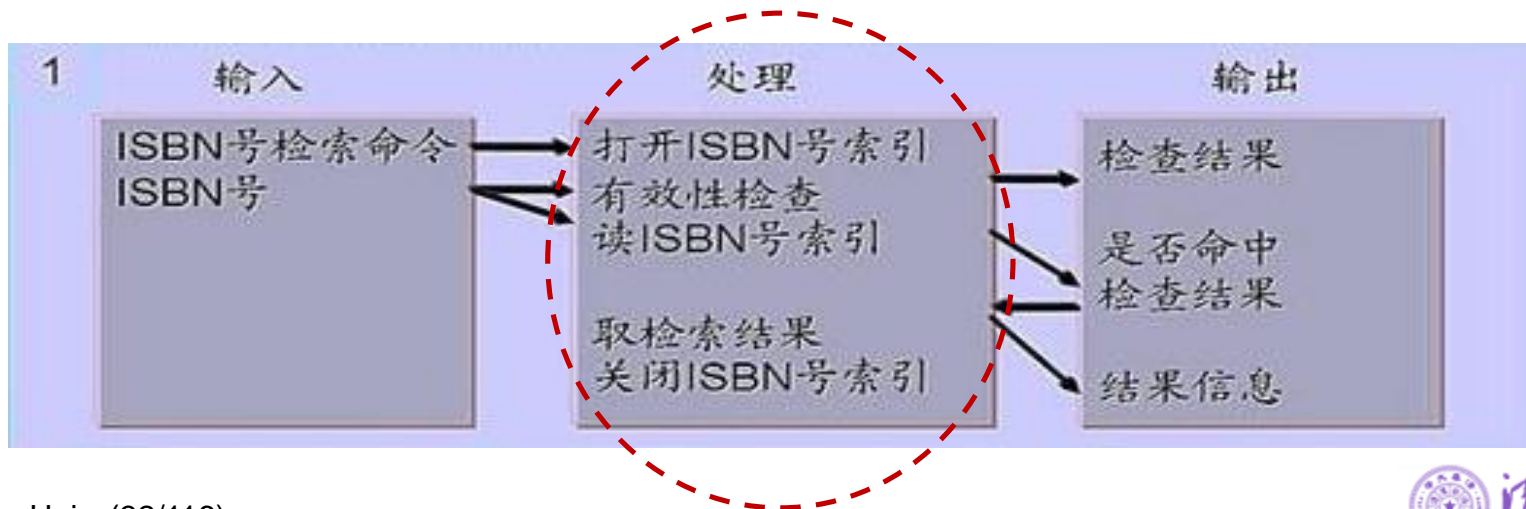 1
输入
处理
输出
ISBN号检索命令
ISBN号
打开ISBN号索引
有效性检查
读ISBN号索引
取检索结果
关闭ISBN号索引
检查结果
是否命中
检查结果
结果信息